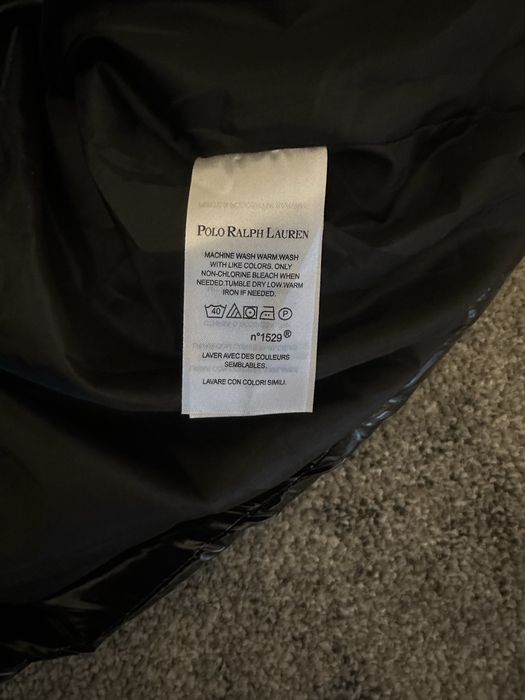 POLO RALPH LAUREN
MACHINE WASH WARM.WASH
WITH LIKE COLORS. ONLY
NON-CHLORINE BLEACH WHEN
NEEDED.TUMBLE DRY LOW.WARM
IRON IF NEEDED.
40 P
n°1529®
LAVER AVEC DES COULEURS
SEMBLABLES.
LAVARE CON COLORI SIMILI.